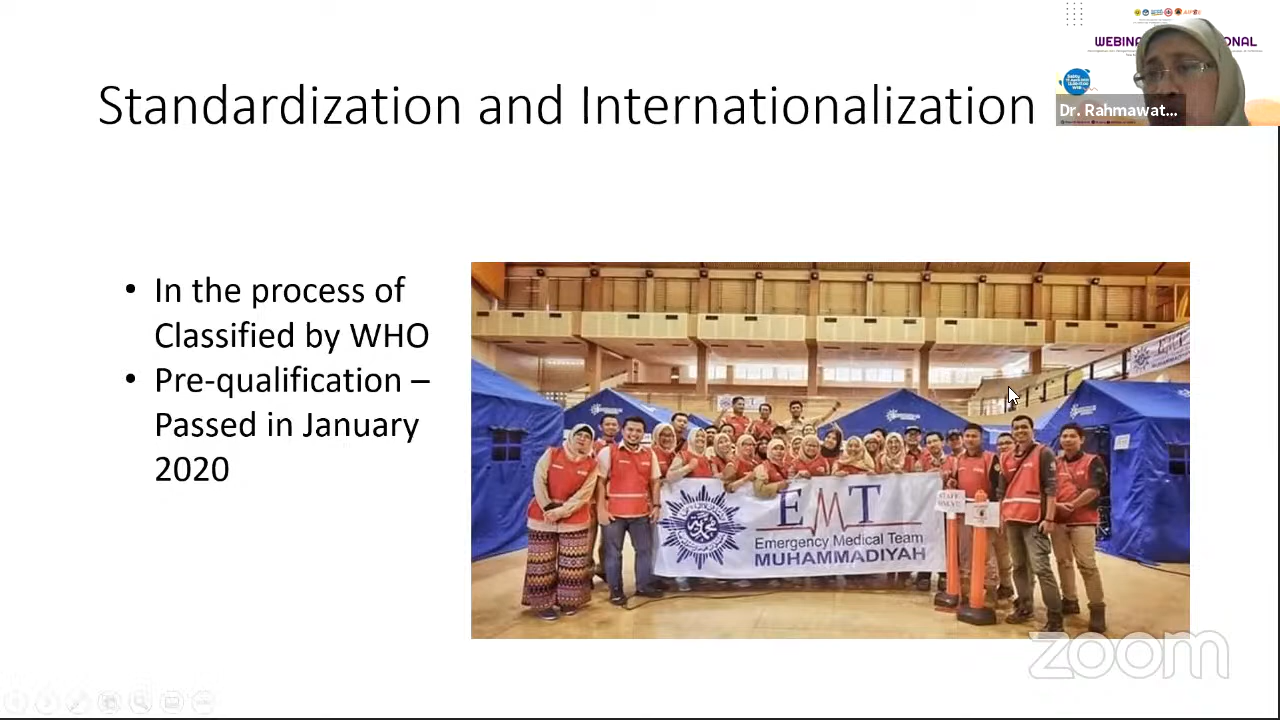 WEBINA
ONAL
Dr. Rahmawat...
Standardization and Internationalization
• In the process of
Classified by WHO
• Pre-qualification –
Passed in January
2020
EMT
Emergency Medical Team
MUHAMMADIYAH
STAFF
zoom